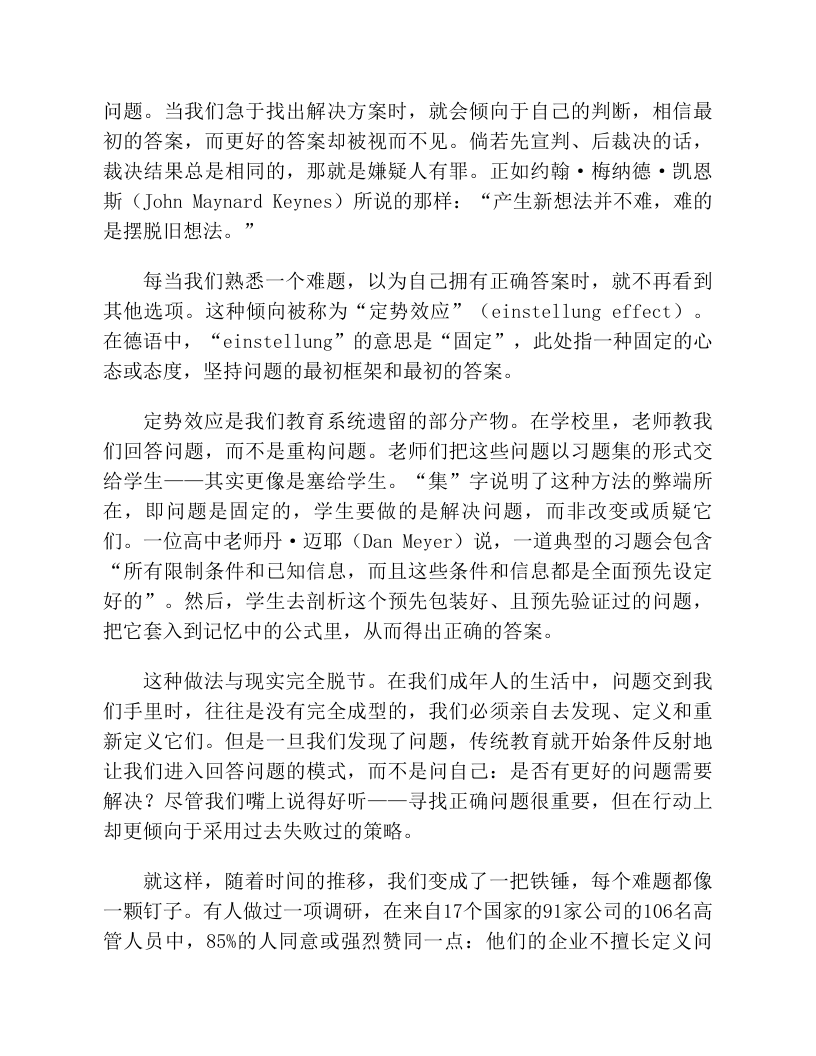 问题。当我们急于找出解决方案时，就会倾向于自己的判断，相信最
初的答案，而更好的答案却被视而不见。倘若先宣判、后裁决的话，
裁决结果总是相同的，那就是嫌疑人有罪。正如约翰·梅纳德·凯恩
斯（John Maynard Keynes）所说的那样：“产生新想法并不难，难的
是摆脱旧想法。”
每当我们熟悉一个难题，以为自己拥有正确答案时，就不再看到
其他选项。这种倾向被称为“定势效应”（einstellung effect）。
在德语中，“einstellung”的意思是“固定”，此处指一种固定的心
态或态度，坚持问题的最初框架和最初的答案。
定势效应是我们教育系统遗留的部分产物。在学校里，老师教我
们回答问题，而不是重构问题。老师们把这些问题以习题集的形式交
给学生——其实更像是塞给学生。“集”字说明了这种方法的弊端所
在，即问题是固定的，学生要做的是解决问题，而非改变或质疑它
们。一位高中老师丹·迈耶（Dan Meyer）说，一道典型的习题会包含
“所有限制条件和已知信息，而且这些条件和信息都是全面预先设定
好的”。然后，学生去剖析这个预先包装好、且预先验证过的问题，
把它套入到记忆中的公式里，从而得出正确的答案。
这种做法与现实完全脱节。在我们成年人的生活中，问题交到我
们手里时，往往是没有完全成型的，我们必须亲自去发现、定义和重
新定义它们。但是一旦我们发现了问题，传统教育就开始条件反射地
让我们进入回答问题的模式，而不是问自己：是否有更好的问题需要
解决？尽管我们嘴上说得好听——寻找正确问题很重要，但在行动上
却更倾向于采用过去失败过的策略。
就这样，随着时间的推移，我们变成了一把铁锤，每个难题都像
一颗钉子。有人做过一项调研，在来自17个国家的91家公司的106名高
管人员中，85%的人同意或强烈赞同一点：他们的企业不擅长定义问